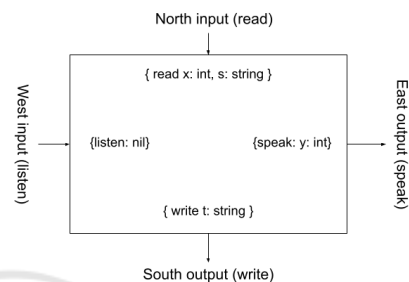 North input (read)
{ read x: int, s: string }
West input (listen)
{listen: nil}
{speak: y: int}
East output (speak)
{ write t: string }
South output (write)